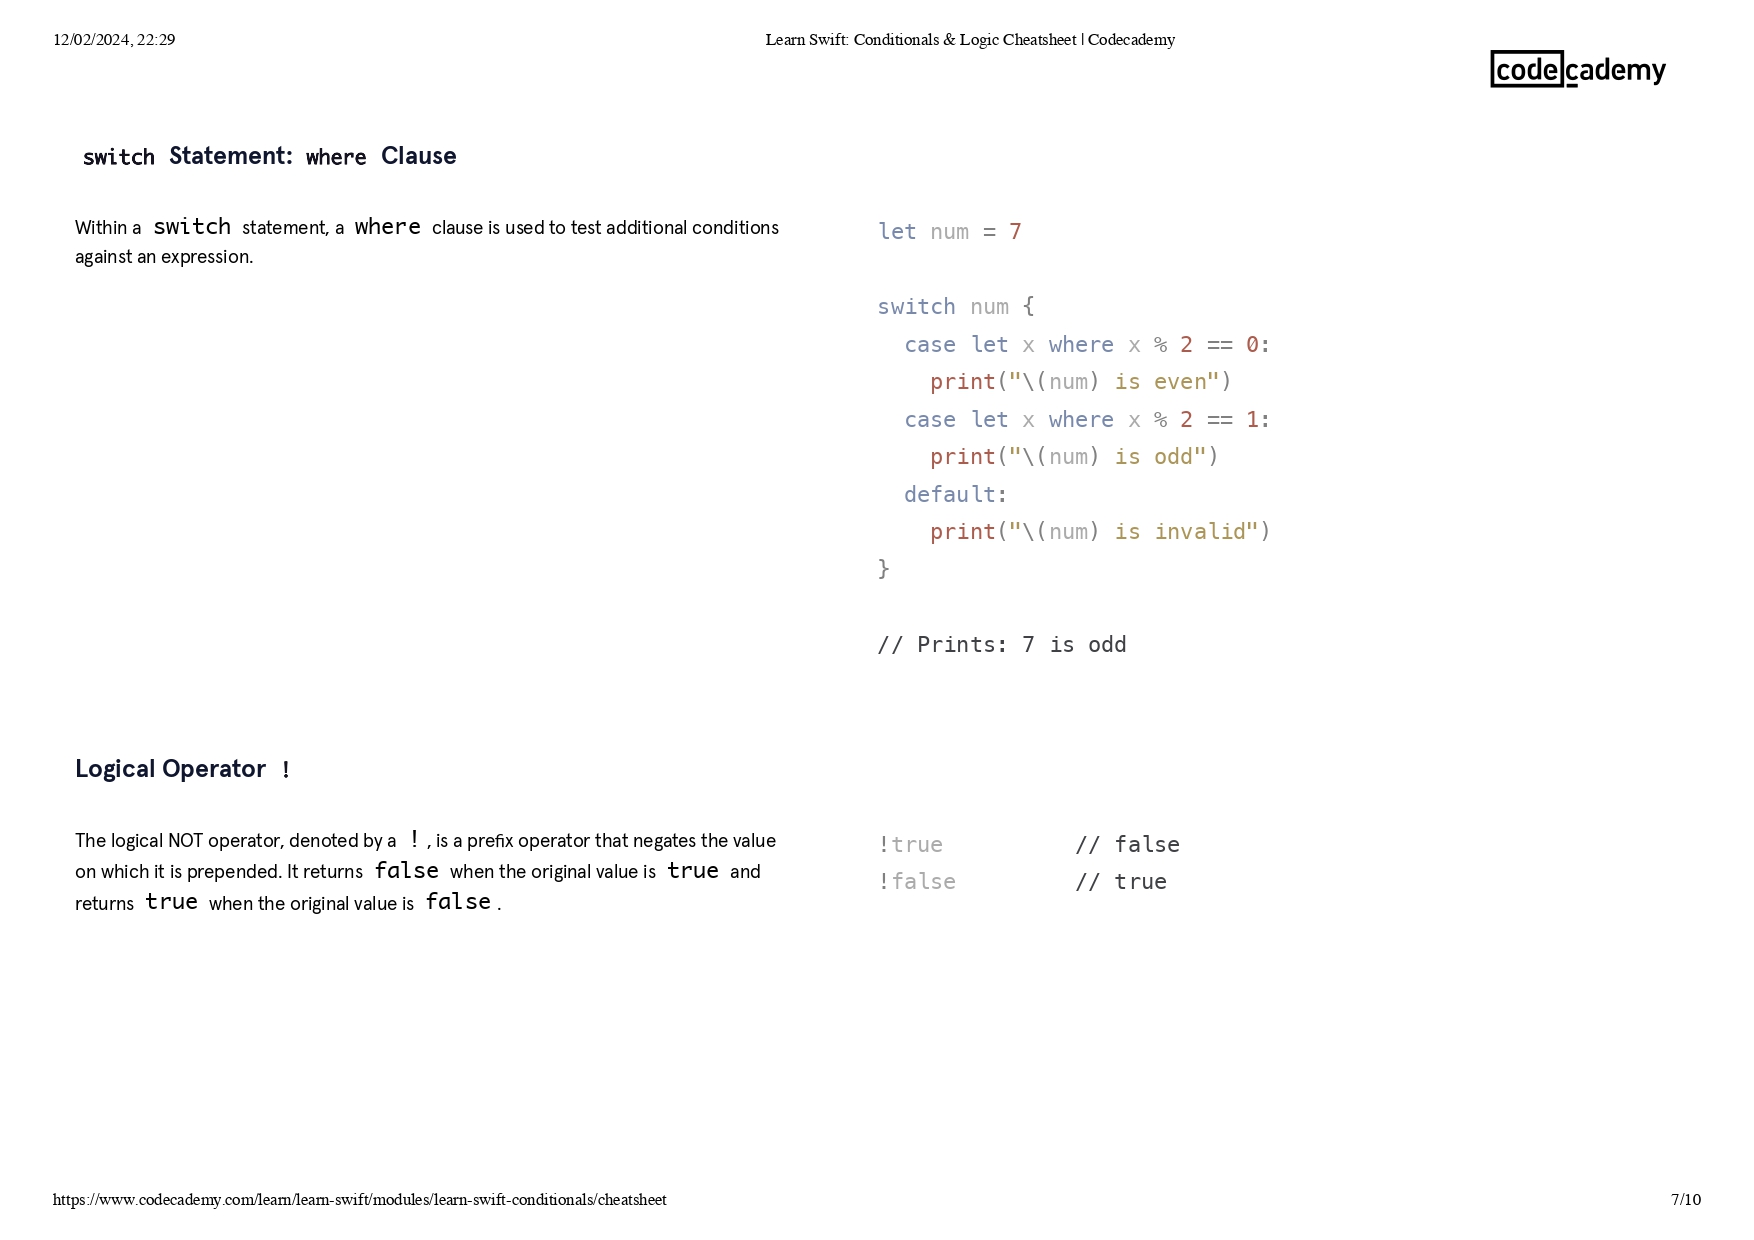 12/02/2024, 22:29
Learn Swift: Conditionals & Logic Cheatsheet | Codecademy
codecademy
switch Statement: where Clause
Within a switch statement, a where clause is used to test additional conditions
against an expression.
let num = 7
switch num {
  case let x where x % 2 == 0:
    print("\(num) is even")
  case let x where x % 2 == 1:
    print("\(num) is odd")
  default:
    print("\(num) is invalid")
}
// Prints: 7 is odd
Logical Operator !
The logical NOT operator, denoted by a ! , is a prefix operator that negates the value
on which it is prepended. It returns false when the original value is true and
returns true when the original value is false .
!true          // false
!false         // true
https://www.codecademy.com/learn/learn-swift/modules/learn-swift-conditionals/cheatsheet
7/10